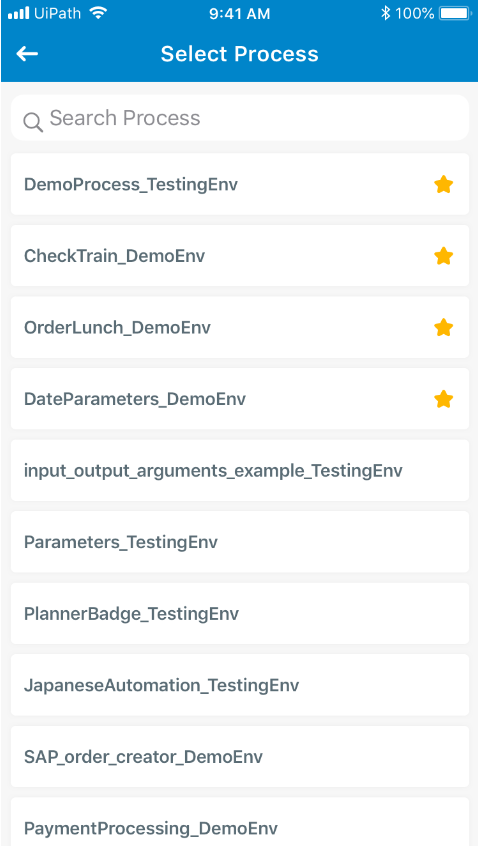 UiPath 9:41 AM 100%
Select Process
Search Process
DemoProcess_TestingEnv
CheckTrain_DemoEnv
OrderLunch_DemoEnv
DateParameters_DemoEnv
input_output_arguments_example_TestingEnv
Parameters_TestingEnv
PlannerBadge_TestingEnv
JapaneseAutomation_TestingEnv
SAP_order_creator_DemoEnv
PaymentProcessing_DemoEnv